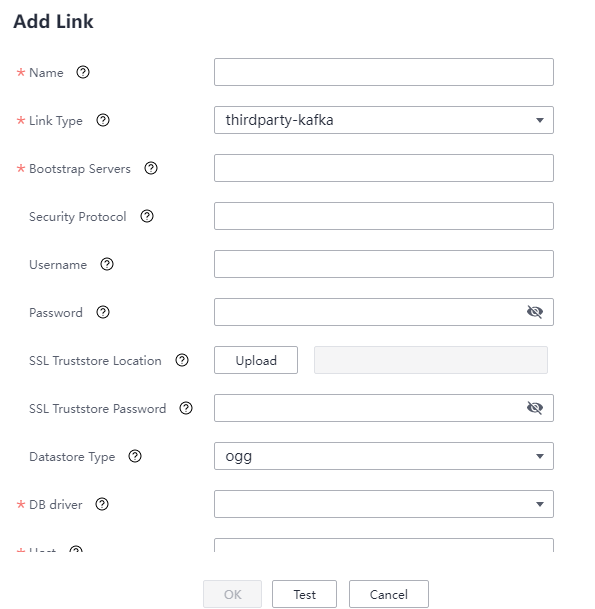 Add Link
* Name
* Link Type thirdparty-kafka
* Bootstrap Servers
Security Protocol
Username
Password
SSL Truststore Location Upload
SSL Truststore Password
Datastore Type ogg
* DB driver
* Host
OK Test Cancel